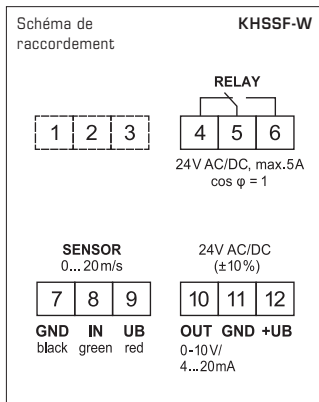 Schéma de
raccordement
KHSSF-W
RELAY
1 2 3
4 5 6
24V AC/DC, max.5A
cos φ = 1
SENSOR
0...20m/s
24V AC/DC
(±10%)
7 8 9
10 11 12
GND IN UB
black green red
OUT GND +UB
0-10V/
4...20mA